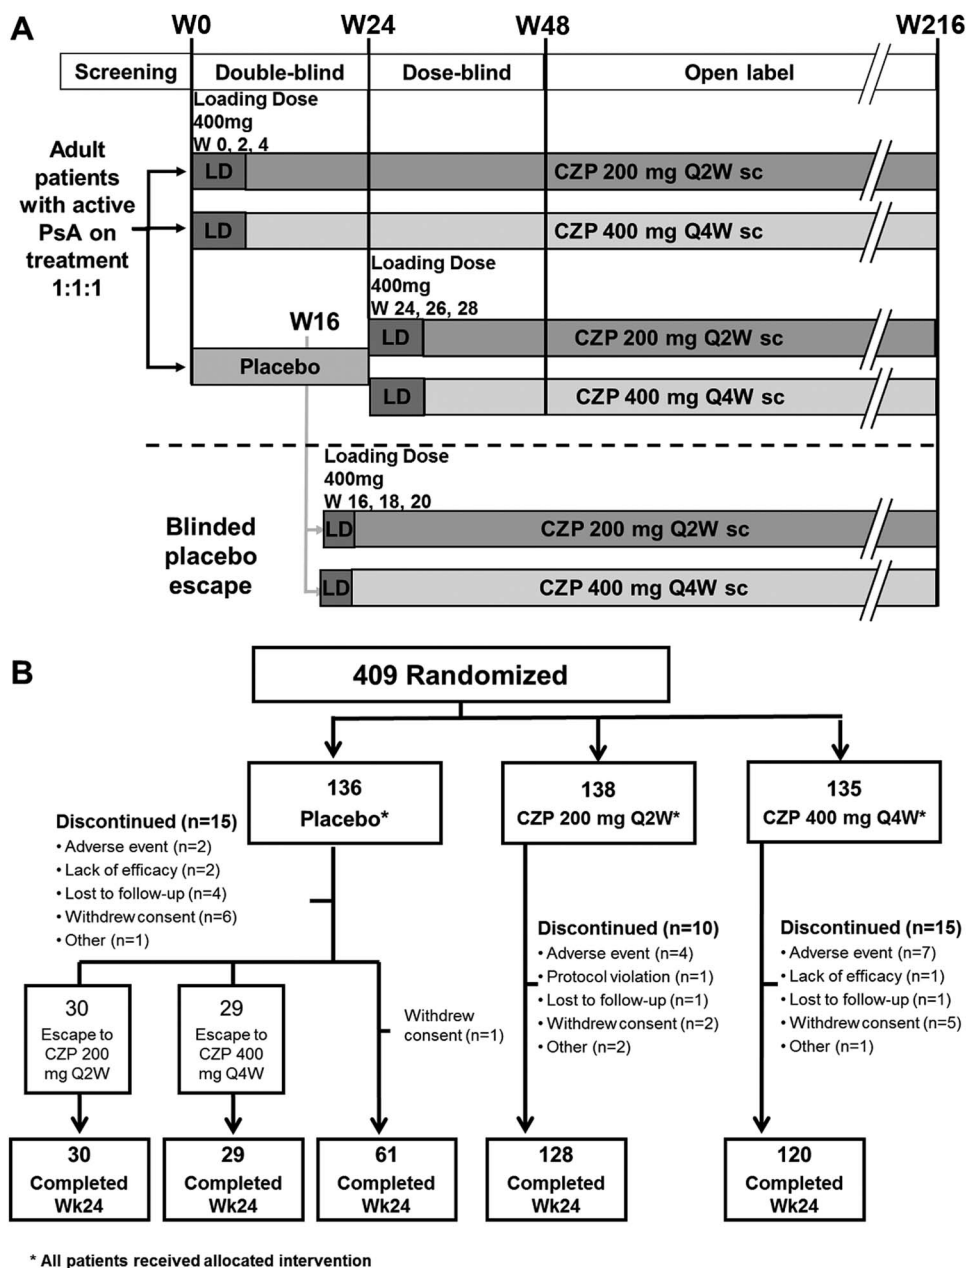 A
W0 W24 W48 W216
Screening Double-blind Dose-blind Open label
Loading Dose
400mg
W 0, 2, 4
Adult
patients
with active
PsA on
treatment
1:1:1
LD CZP 200 mg Q2W sc
LD CZP 400 mg Q4W sc
Loading Dose
400mg
W 24, 26, 28
W16
LD CZP 200 mg Q2W sc
Placebo
LD CZP 400 mg Q4W sc
Loading Dose
400mg
W 16, 18, 20
Blinded
placebo
escape
LD CZP 200 mg Q2W sc
LD CZP 400 mg Q4W sc
B
409 Randomized
136
Placebo*
138
CZP 200 mg Q2W*
135
CZP 400 mg Q4W*
Discontinued (n=15)
• Adverse event (n=2)
• Lack of efficacy (n=2)
• Lost to follow-up (n=4)
• Withdrew consent (n=6)
• Other (n=1)
Discontinued (n=10)
• Adverse event (n=4)
• Protocol violation (n=1)
• Lost to follow-up (n=1)
• Withdrew consent (n=2)
• Other (n=2)
Discontinued (n=15)
• Adverse event (n=7)
• Lack of efficacy (n=1)
• Lost to follow-up (n=1)
• Withdrew consent (n=5)
• Other (n=1)
30
Escape to
CZP 200
mg Q2W
29
Escape to
CZP 400
mg Q4W
Withdrew
consent (n=1)
30
Completed
Wk24
29
Completed
Wk24
61
Completed
Wk24
128
Completed
Wk24
120
Completed
Wk24
* All patients received allocated intervention